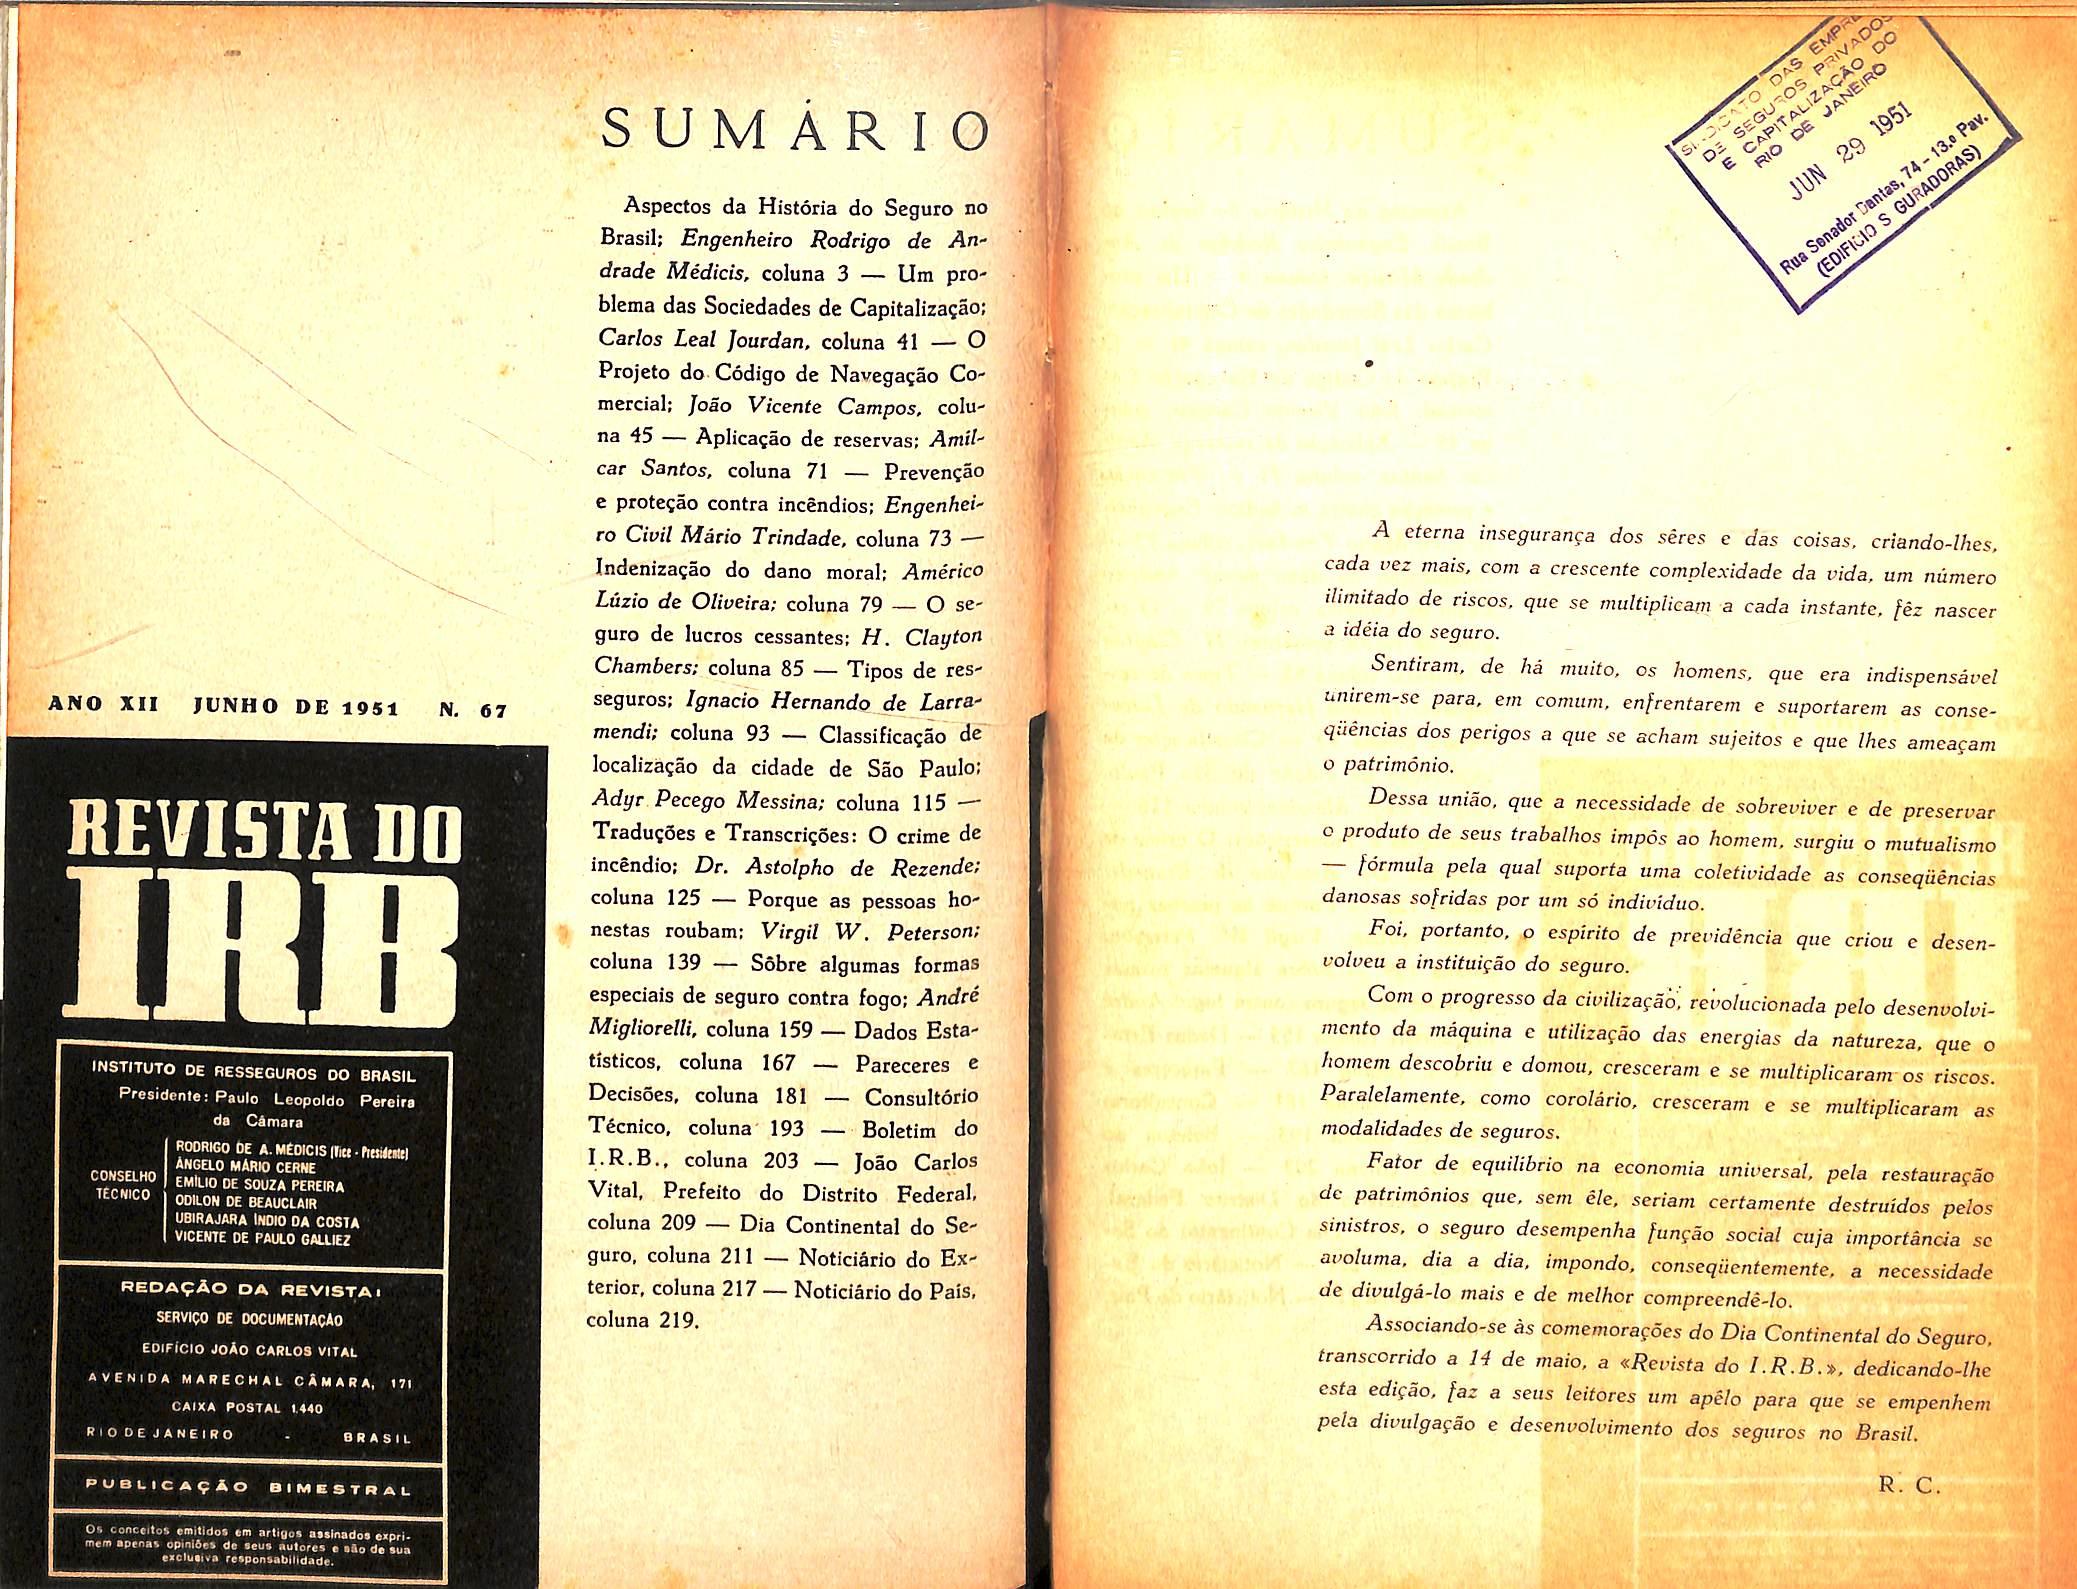 ANO XII JUNHO DE 1951 N. 67
REVISTA DO
IRB
INSTITUTO DE RESSEGUROS DO BRASIL
Presidente: Paulo Leopoldo Pereira
da Câmara
CONSELHO
TÉCNICO
RODRIGO DE A. MÉDICIS (Vice-Presidente)
ÂNGELO MÁRIO CERNE
EMÍLIO DE SOUZA PEREIRA
ODILON DE BEAUCLAIR
UBIRAJARA ÍNDIO DA COSTA
VICENTE DE PAULO GALLIEZ
REDAÇÃO DA REVISTA:
SERVIÇO DE DOCUMENTAÇÃO
EDIFÍCIO JOÃO CARLOS VITAL
AVENIDA MARECHAL CÂMARA, 171
CAIXA POSTAL 1.440
RIO DE JANEIRO - BRASIL
PUBLICAÇÃO BIMESTRAL
Os conceitos emitidos em artigos assinados expri-
mem apenas opiniões de seus autores e são de sua
exclusiva responsabilidade.
SUMÁRIO
Aspectos da História do Seguro no
Brasil; Engenheiro Rodrigo de An-
drade Médicis, coluna 3 — Um pro-
blema das Sociedades de Capitalização;
Carlos Leal Jourdan, coluna 41 — O
Projeto do Código de Navegação Co-
mercial; João Vicente Campos, colu-
na 45 — Aplicação de reservas; Amíl-
car Santos, coluna 71 — Prevenção
e proteção contra incêndios; Engenhei-
ro Civil Mário Trindade, coluna 73 —
Indenização do dano moral; Américo
Lúzio de Oliveira; coluna 79 — O se-
guro de lucros cessantes; H. Clayton
Chambers; coluna 85 — Tipos de res-
seguros; Ignacio Hernando de Larra-
mendi; coluna 93 — Classificação de
localização da cidade de São Paulo;
Adyr Pecego Messina; coluna 115 —
Traduções e Transcrições: O crime de
incêndio; Dr. Astolpho de Rezende;
coluna 125 — Porque as pessoas ho-
nestas roubam; Virgil W. Peterson;
coluna 139 — Sôbre algumas formas
especiais de seguro contra fogo; André
Migliorelli, coluna 159 — Dados Esta-
tísticos, coluna 167 — Pareceres e
Decisões, coluna 181 — Consultório
Técnico, coluna 193 — Boletim do
I.R.B., coluna 203 — João Carlos
Vital, Prefeito do Distrito Federal,
coluna 209 — Dia Continental do Se-
guro, coluna 211 — Noticiário do Ex-
terior, coluna 217 — Noticiário do País,
coluna 219.
SINDICATO DAS
DE SEGUROS PRIVADOS
E CAPITALIZAÇÃO DO
RIO DE JANEIRO
JUN 29 1951
Rua Senador Dantas, 74 - 13.º Pav.
(EDIFICIO S GURADORAS)
A eterna insegurança dos sêres e das coisas, criando-lhes,
cada vez mais, com a crescente complexidade da vida, um número
ilimitado de riscos, que se multiplicam a cada instante, fêz nascer
a idéia do seguro.
Sentiram, de há muito, os homens, que era indispensável
unirem-se para, em comum, enfrentarem e suportarem as conse-
qüências dos perigos a que se acham sujeitos e que lhes ameaçam
o patrimônio.
Dessa união, que a necessidade de sobreviver e de preservar
o produto de seus trabalhos impôs ao homem, surgiu o mutualismo
— fórmula pela qual suporta uma coletividade as conseqüências
danosas sofridas por um só indivíduo.
Foi, portanto, o espírito de previdência que criou e desen-
volveu a instituição do seguro.
Com o progresso da civilização, revolucionada pelo desenvolvi-
mento da máquina e utilização das energias da natureza, que o
homem descobriu e domou, cresceram e se multiplicaram os riscos.
Paralelamente, como corolário, cresceram e se multiplicaram as
modalidades de seguros.
Fator de equilíbrio na economia universal, pela restauração
de patrimônios que, sem êle, seriam certamente destruídos pelos
sinistros, o seguro desempenha função social cuja importância se
avoluma, dia a dia, impondo, conseqüentemente, a necessidade
de divulgá-lo mais e de melhor compreendê-lo.
Associando-se às comemorações do Dia Continental do Seguro,
transcorrido a 14 de maio, a «Revista do I.R.B.», dedicando-lhe
esta edição, faz a seus leitores um apêlo para que se empenhem
pela divulgação e desenvolvimento dos seguros no Brasil.
R. C.